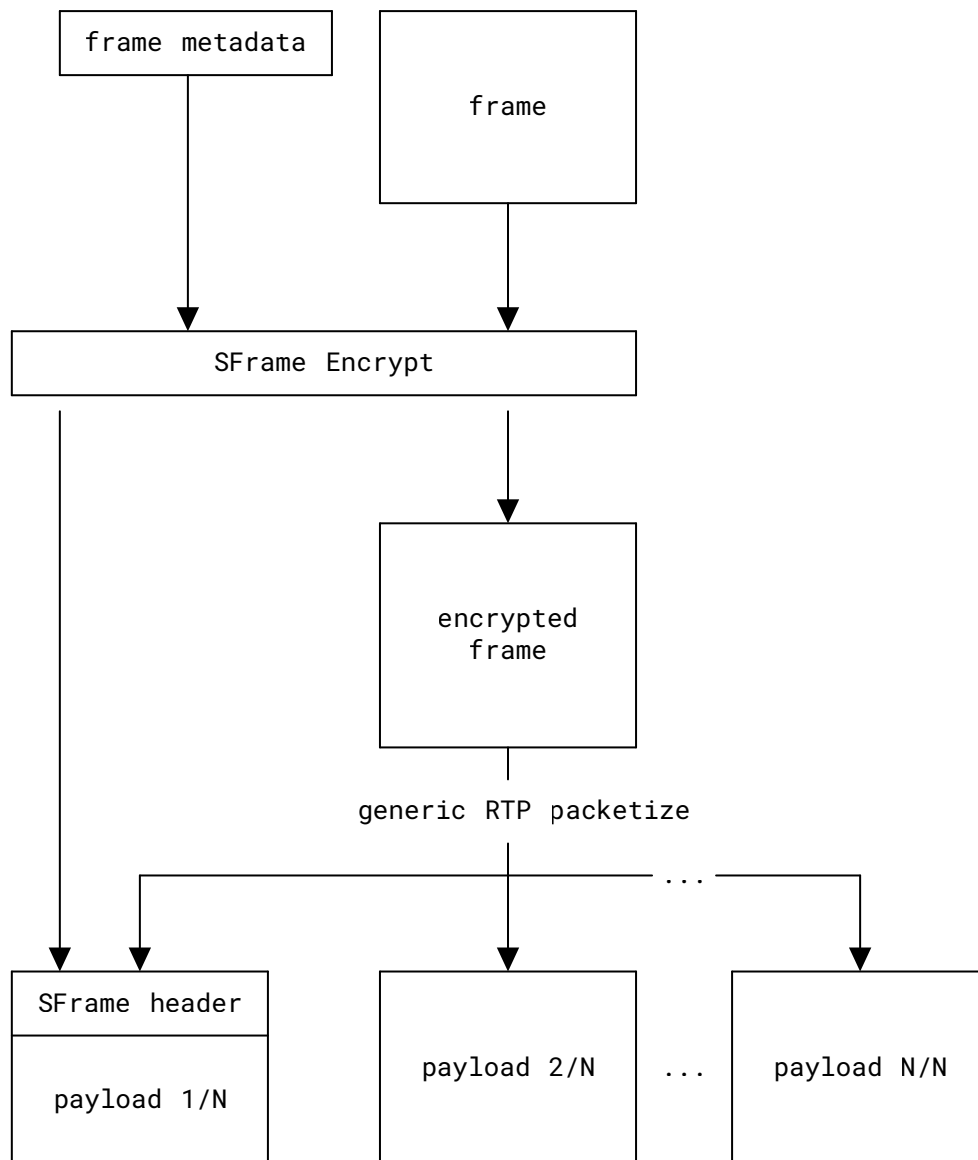 frame metadata
frame
SFrame Encrypt
encrypted
frame
generic RTP packetize
...
SFrame header
payload 1/N
payload 2/N
...
payload N/N